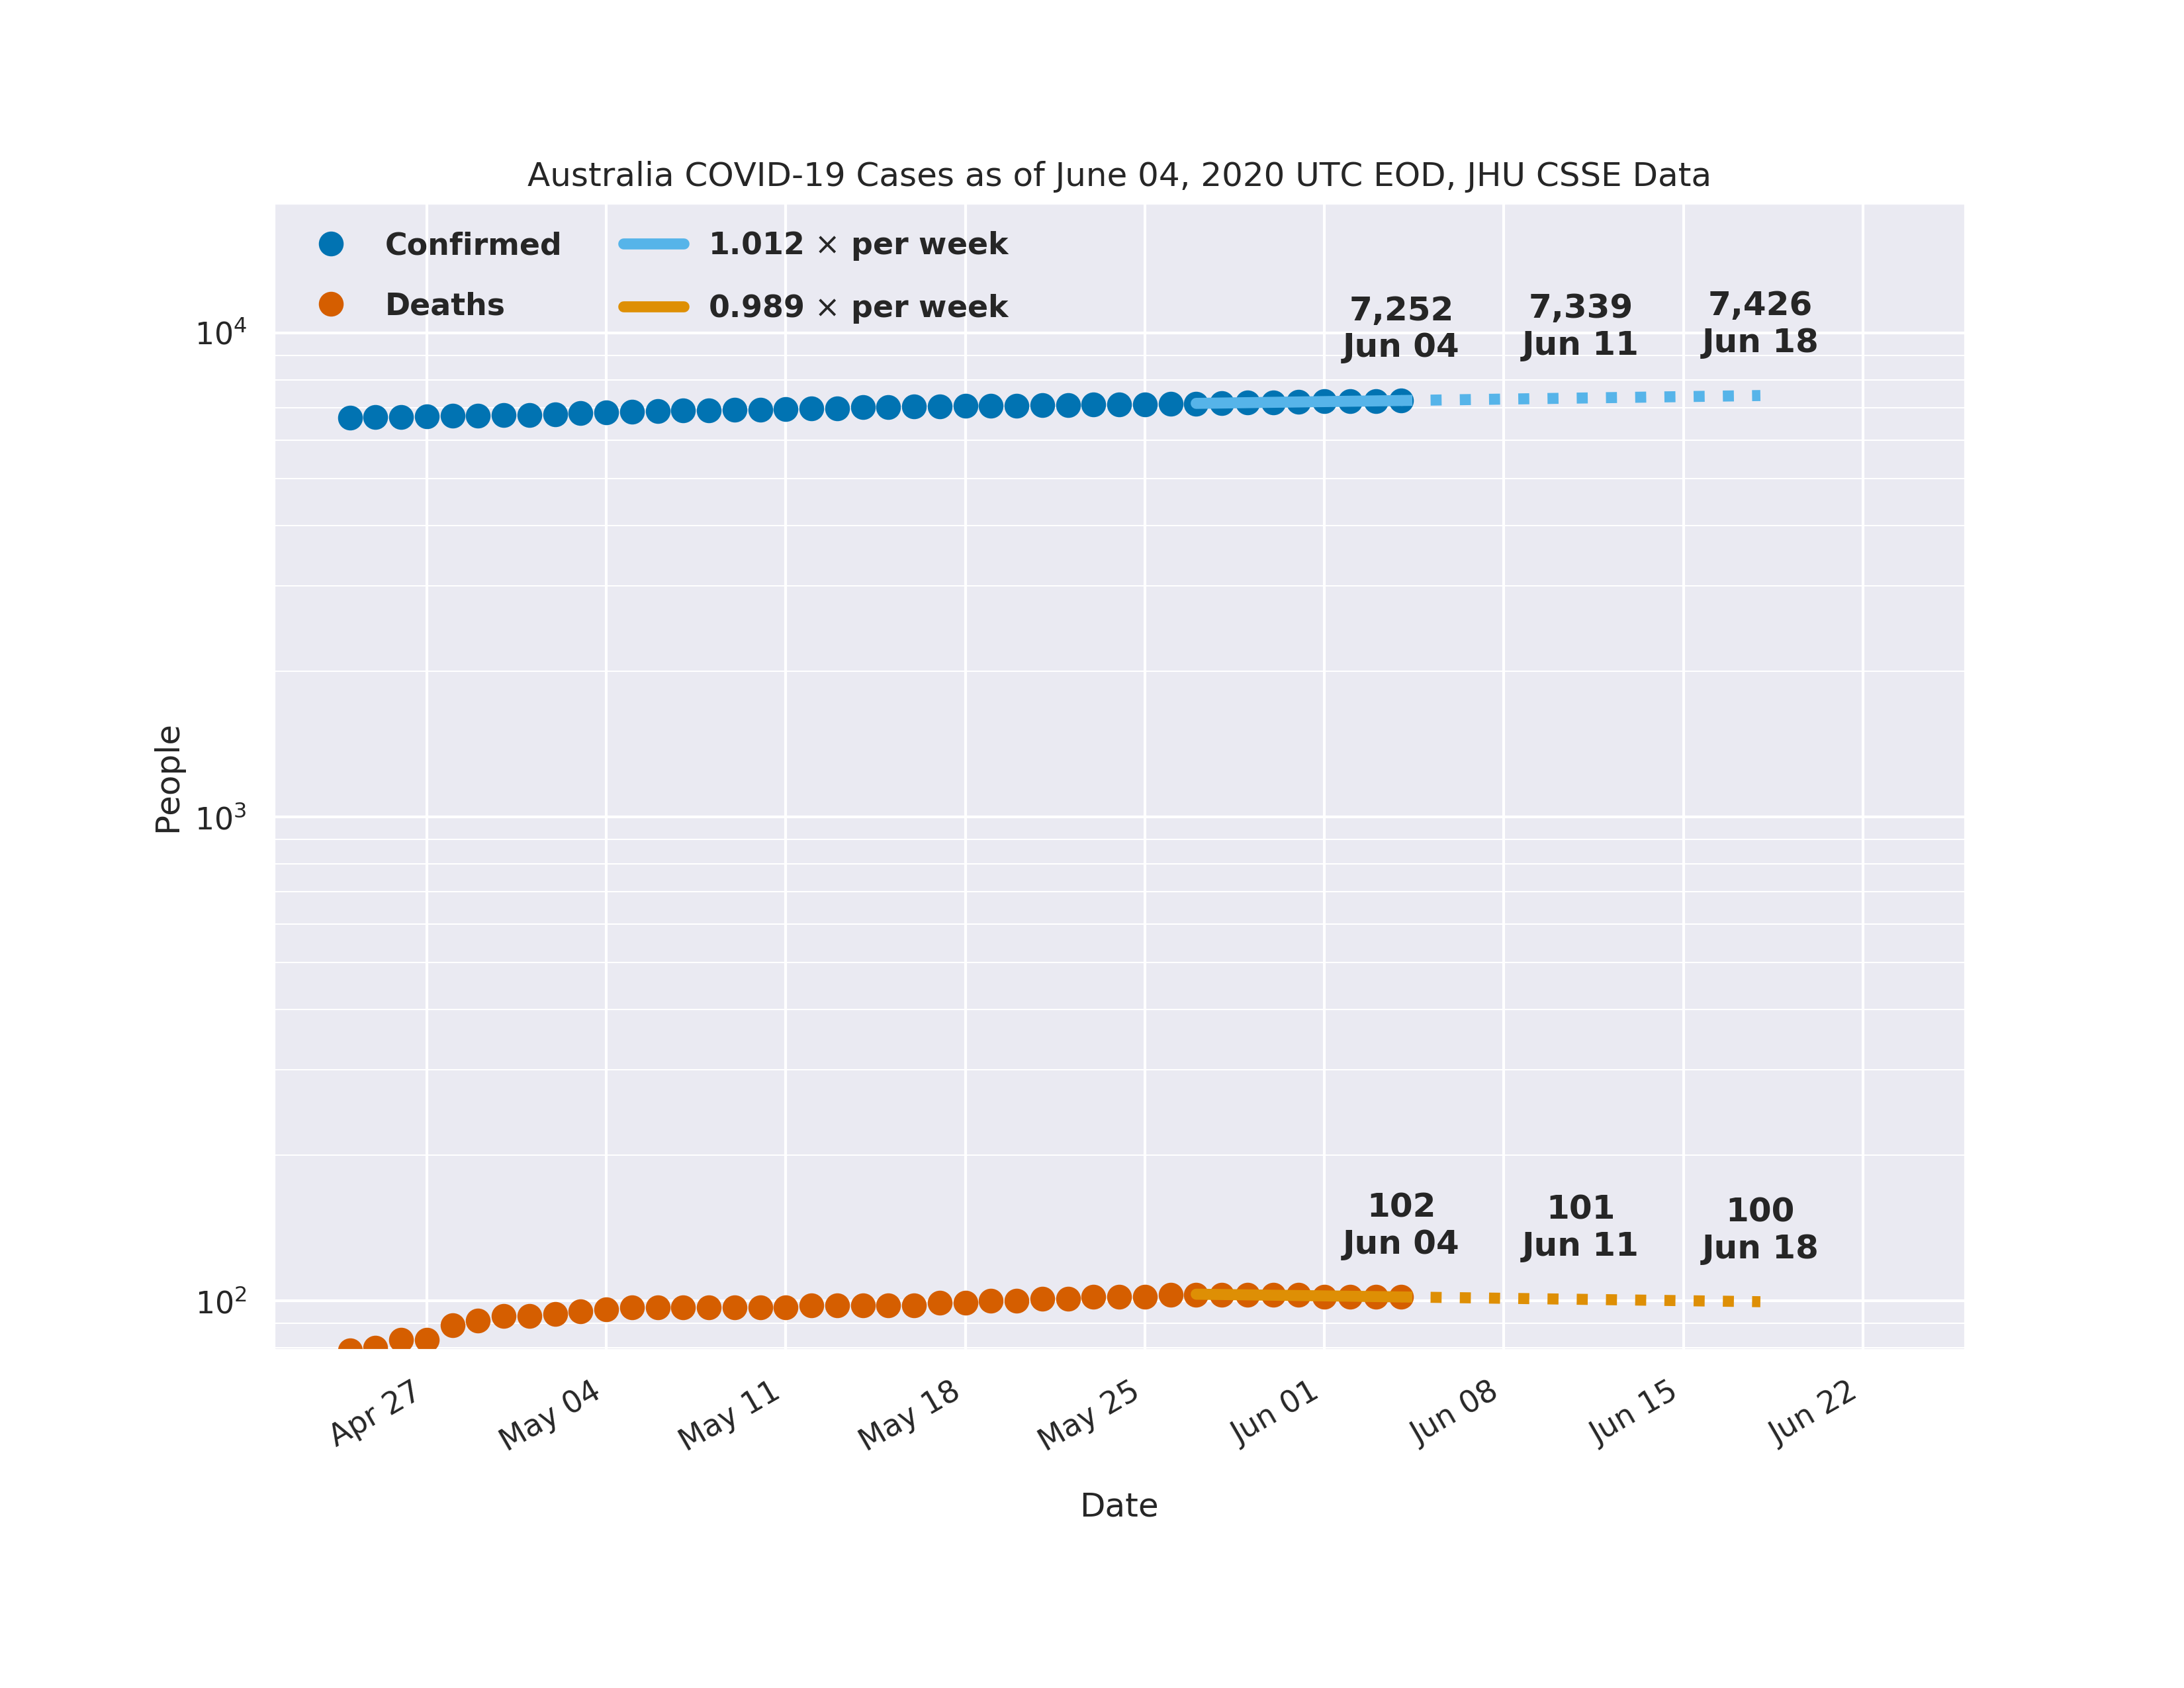 Australia COVID-19 Cases as of June 04, 2020 UTC EOD, JHU CSSE Data
Confirmed
1.012 × per week
Deaths
0.989 × per week
7,252
Jun 04
7,339
Jun 11
7,426
Jun 18
10⁴
10³
10²
People
102
Jun 04
101
Jun 11
100
Jun 18
Apr 27
May 04
May 11
May 18
May 25
Jun 01
Jun 08
Jun 15
Jun 22
Date